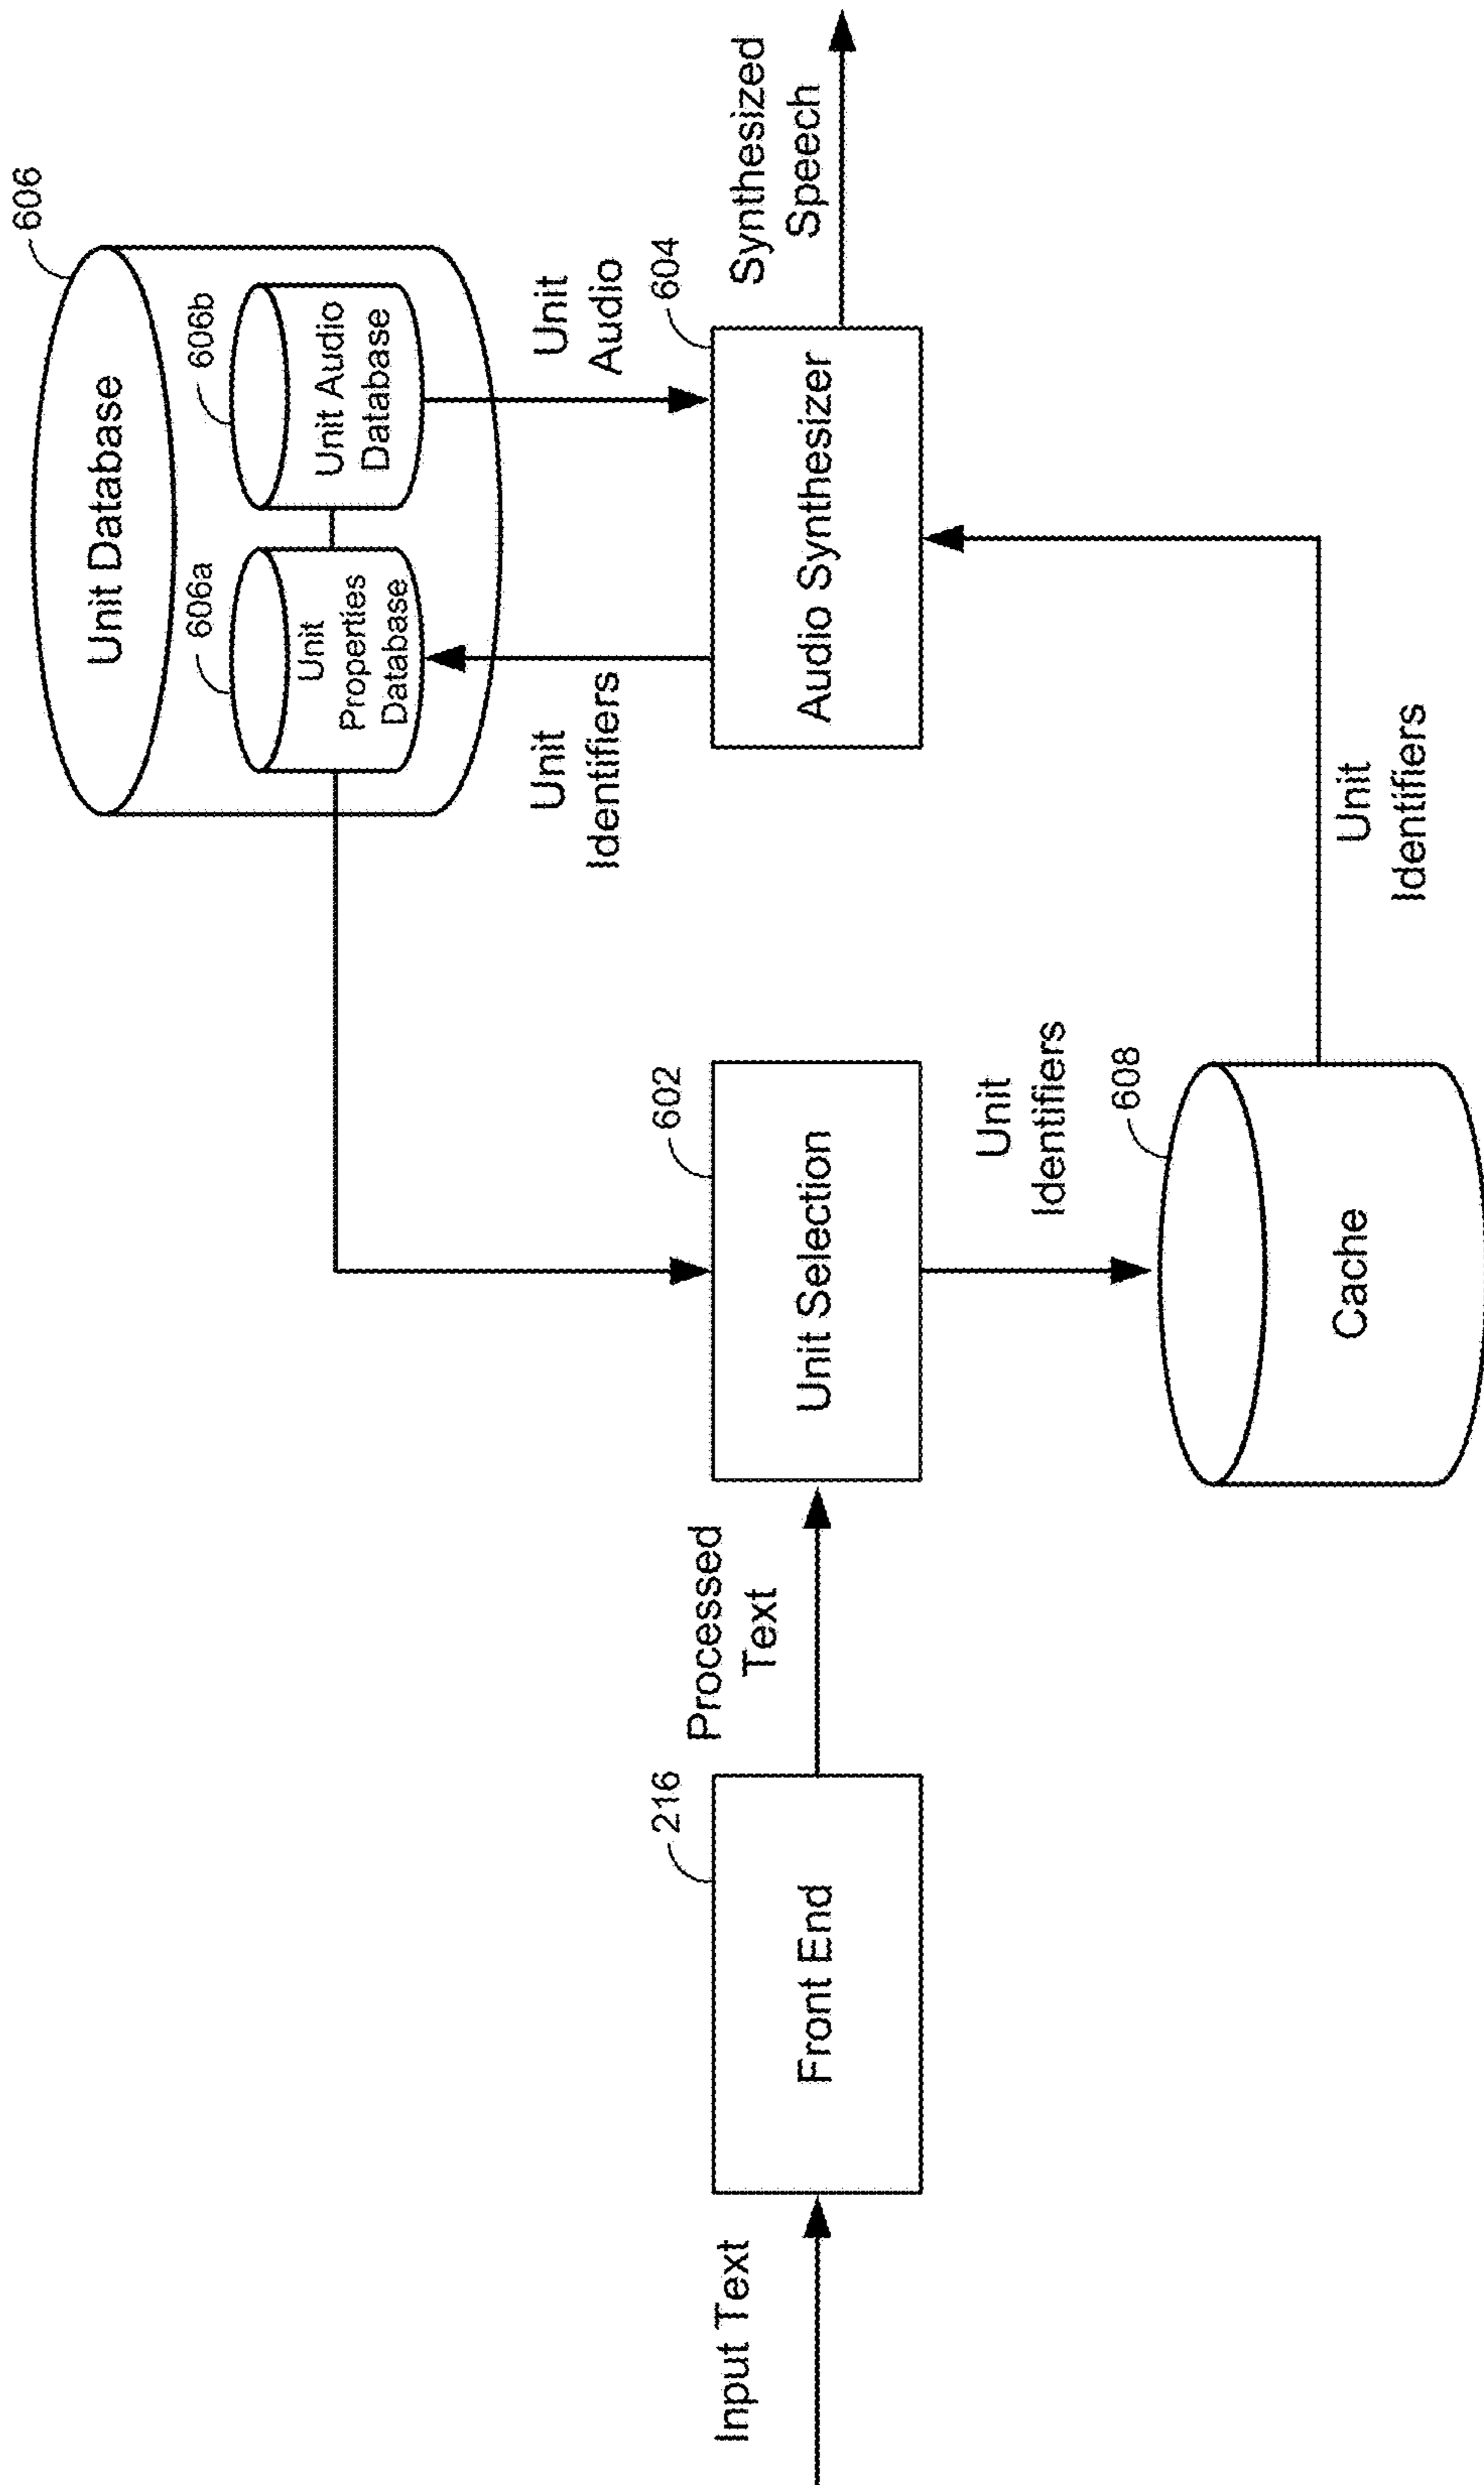 Unit Database
606
606a
606b
Unit
Properties
Database
Unit Audio
Database
Unit
Identifiers
Unit
Audio
Input Text
216
Front End
Processed
Text
602
Unit Selection
604
Audio Synthesizer
Synthesized
Speech
Unit
Identifiers
608
Cache
Unit
Identifiers